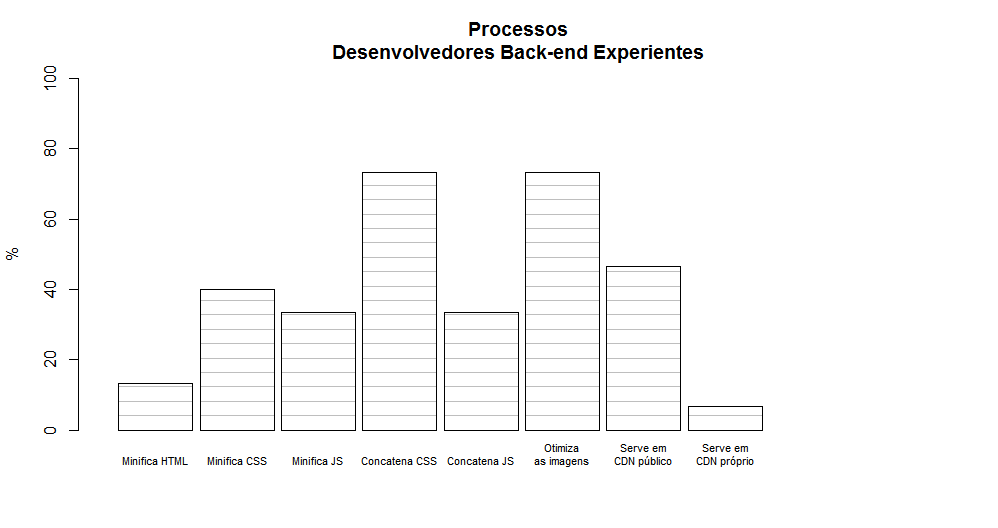 Processos
Desenvolvedores Back-end Experientes
100
80
60
40
20
0
%
Minifica HTML
Minifica CSS
Minifica JS
Concatena CSS
Concatena JS
Otimiza
as imagens
Serve em
CDN público
Serve em
CDN próprio